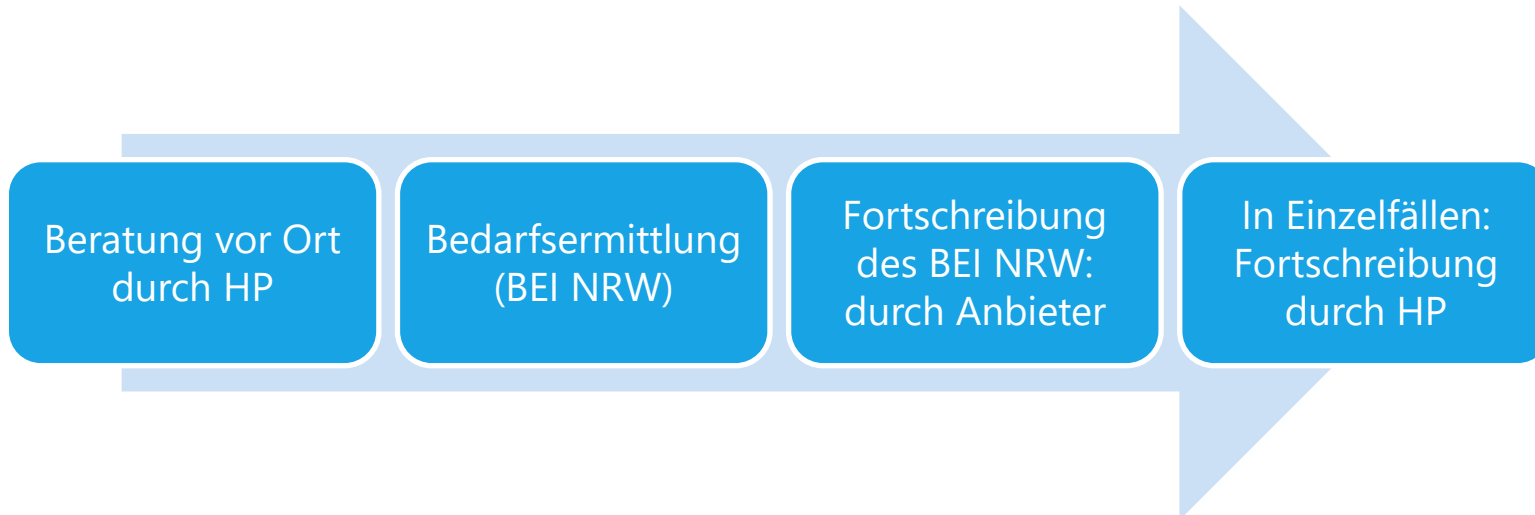 Beratung vor Ort
durch HP
Bedarfsermittlung
(BEI NRW)
Fortschreibung
des BEI NRW:
durch Anbieter
In Einzelfällen:
Fortschreibung
durch HP